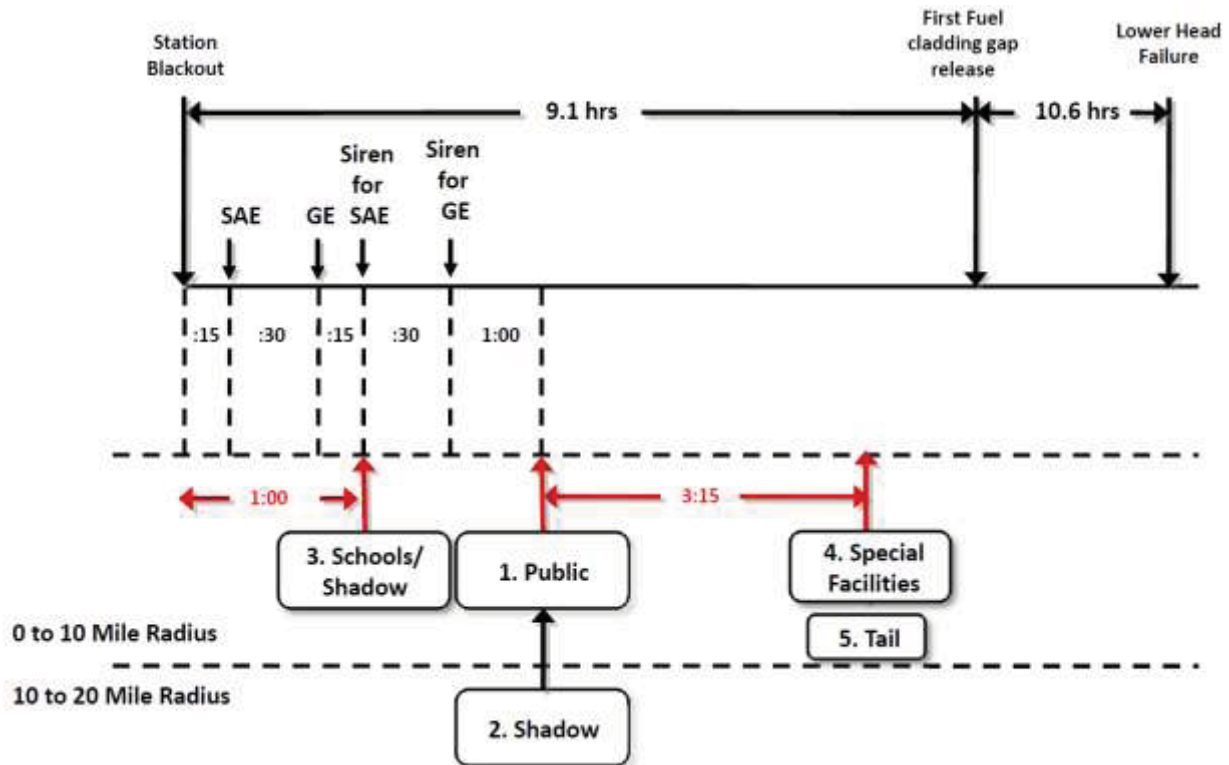 Station
Blackout
First Fuel
cladding gap
release
Lower Head
Failure
9.1 hrs
10.6 hrs
Siren
for
SAE
Siren
for
GE
SAE
GE
:15
:30
:15
:30
1:00
1:00
3:15
3. Schools/
Shadow
1. Public
4. Special
Facilities
5. Tail
0 to 10 Mile Radius
10 to 20 Mile Radius
2. Shadow